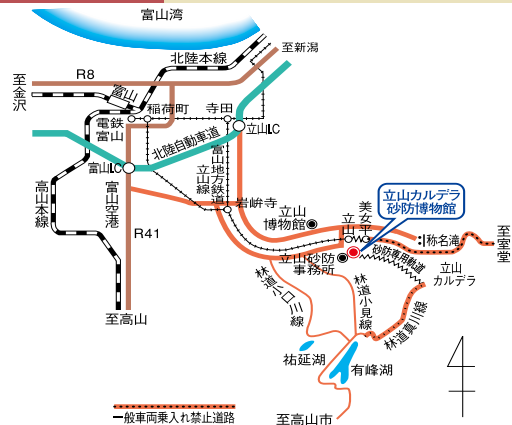 富山湾
北陸本線
至新潟
至金沢
R8
富山
稲荷町
寺田
電鉄富山
立山I.C
北陸自動車道
富山I.C
富山地方鉄道
立山線
高山本線
富山空港
R41
岩峅寺
立山博物館
立山
美女平
立山カルデラ
砂防博物館
称名滝
至室堂
立山砂防
事務所
砂防専用軌道
立山
カルデラ
林道小口川線
林道小見線
林道真川線
至高山
祐延湖
有峰湖
至高山市
一般車両乗入れ禁止道路
4